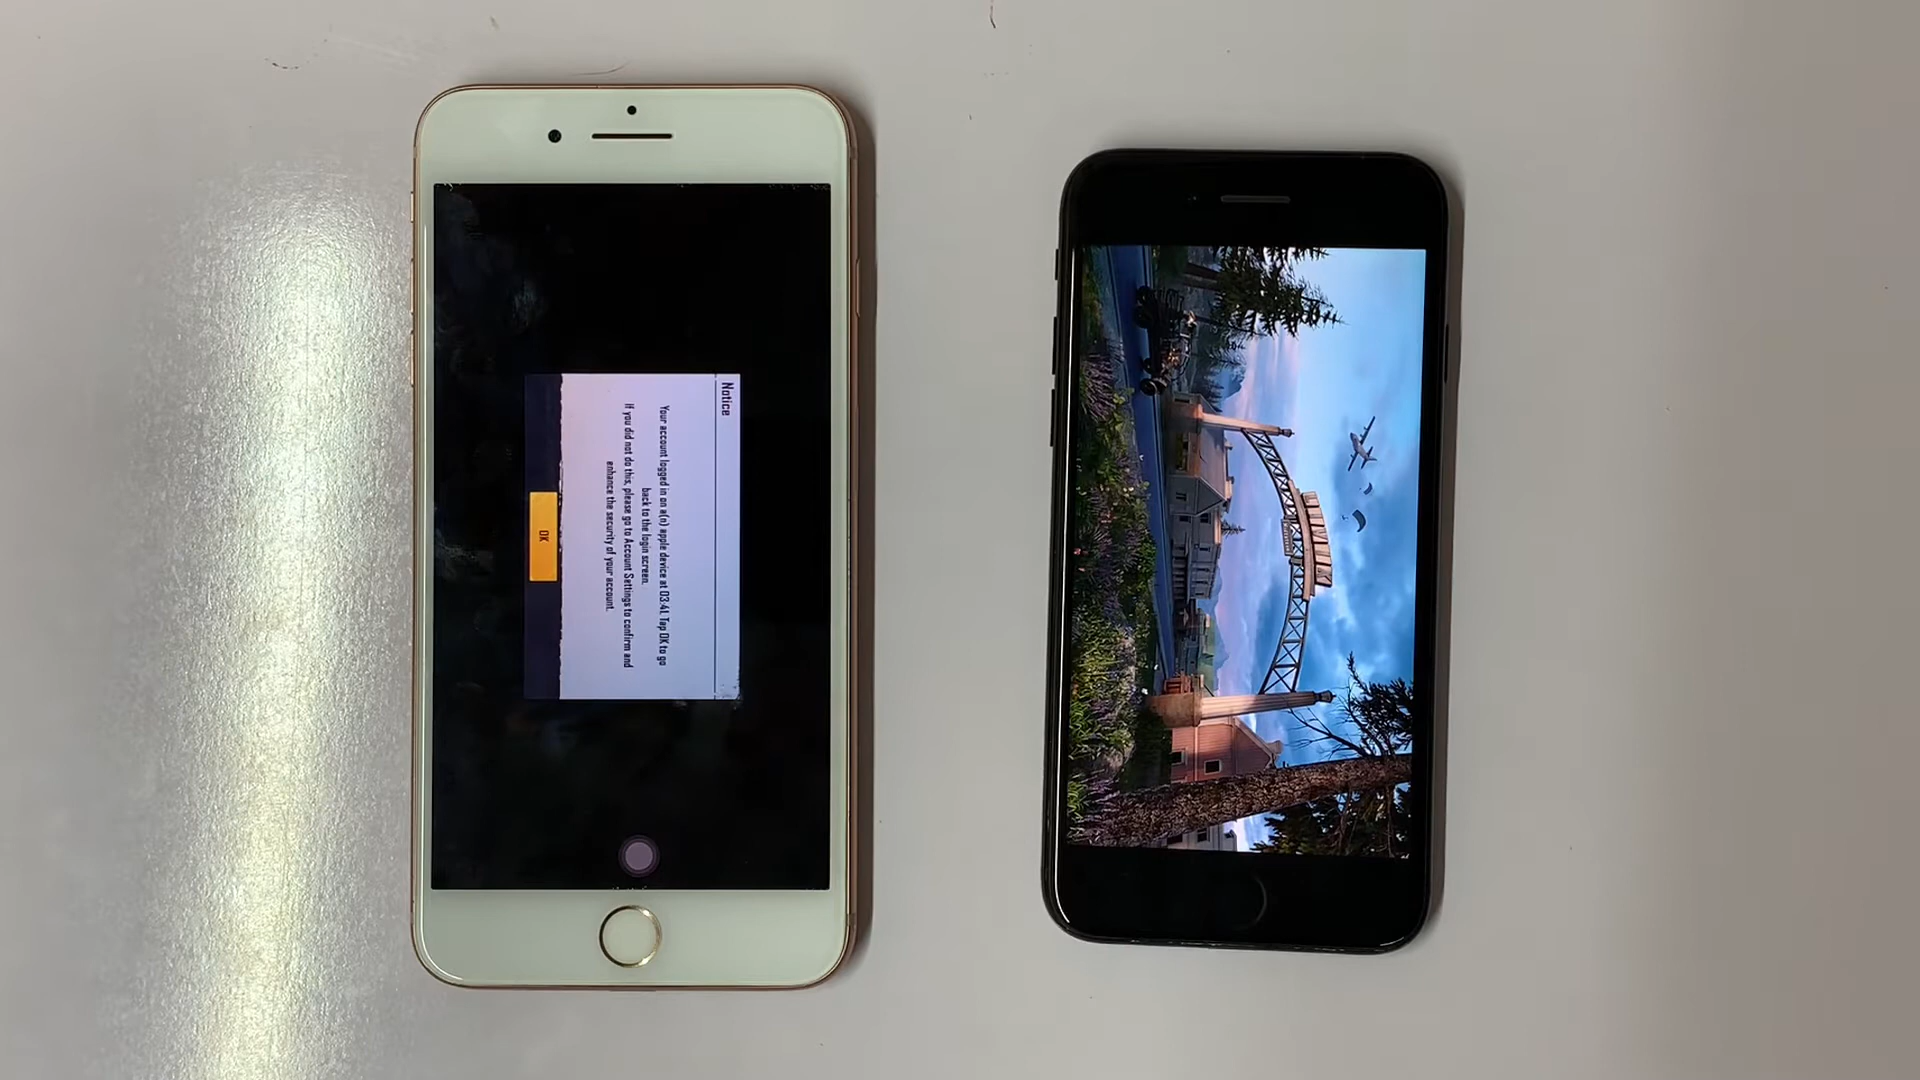 Notice
Your account logged in on a(n) apple device at 03:41. Tap OK to go
back to the login screen.
If you did not do this, please go to Account Settings to confirm and
enhance the security of your account.
OK